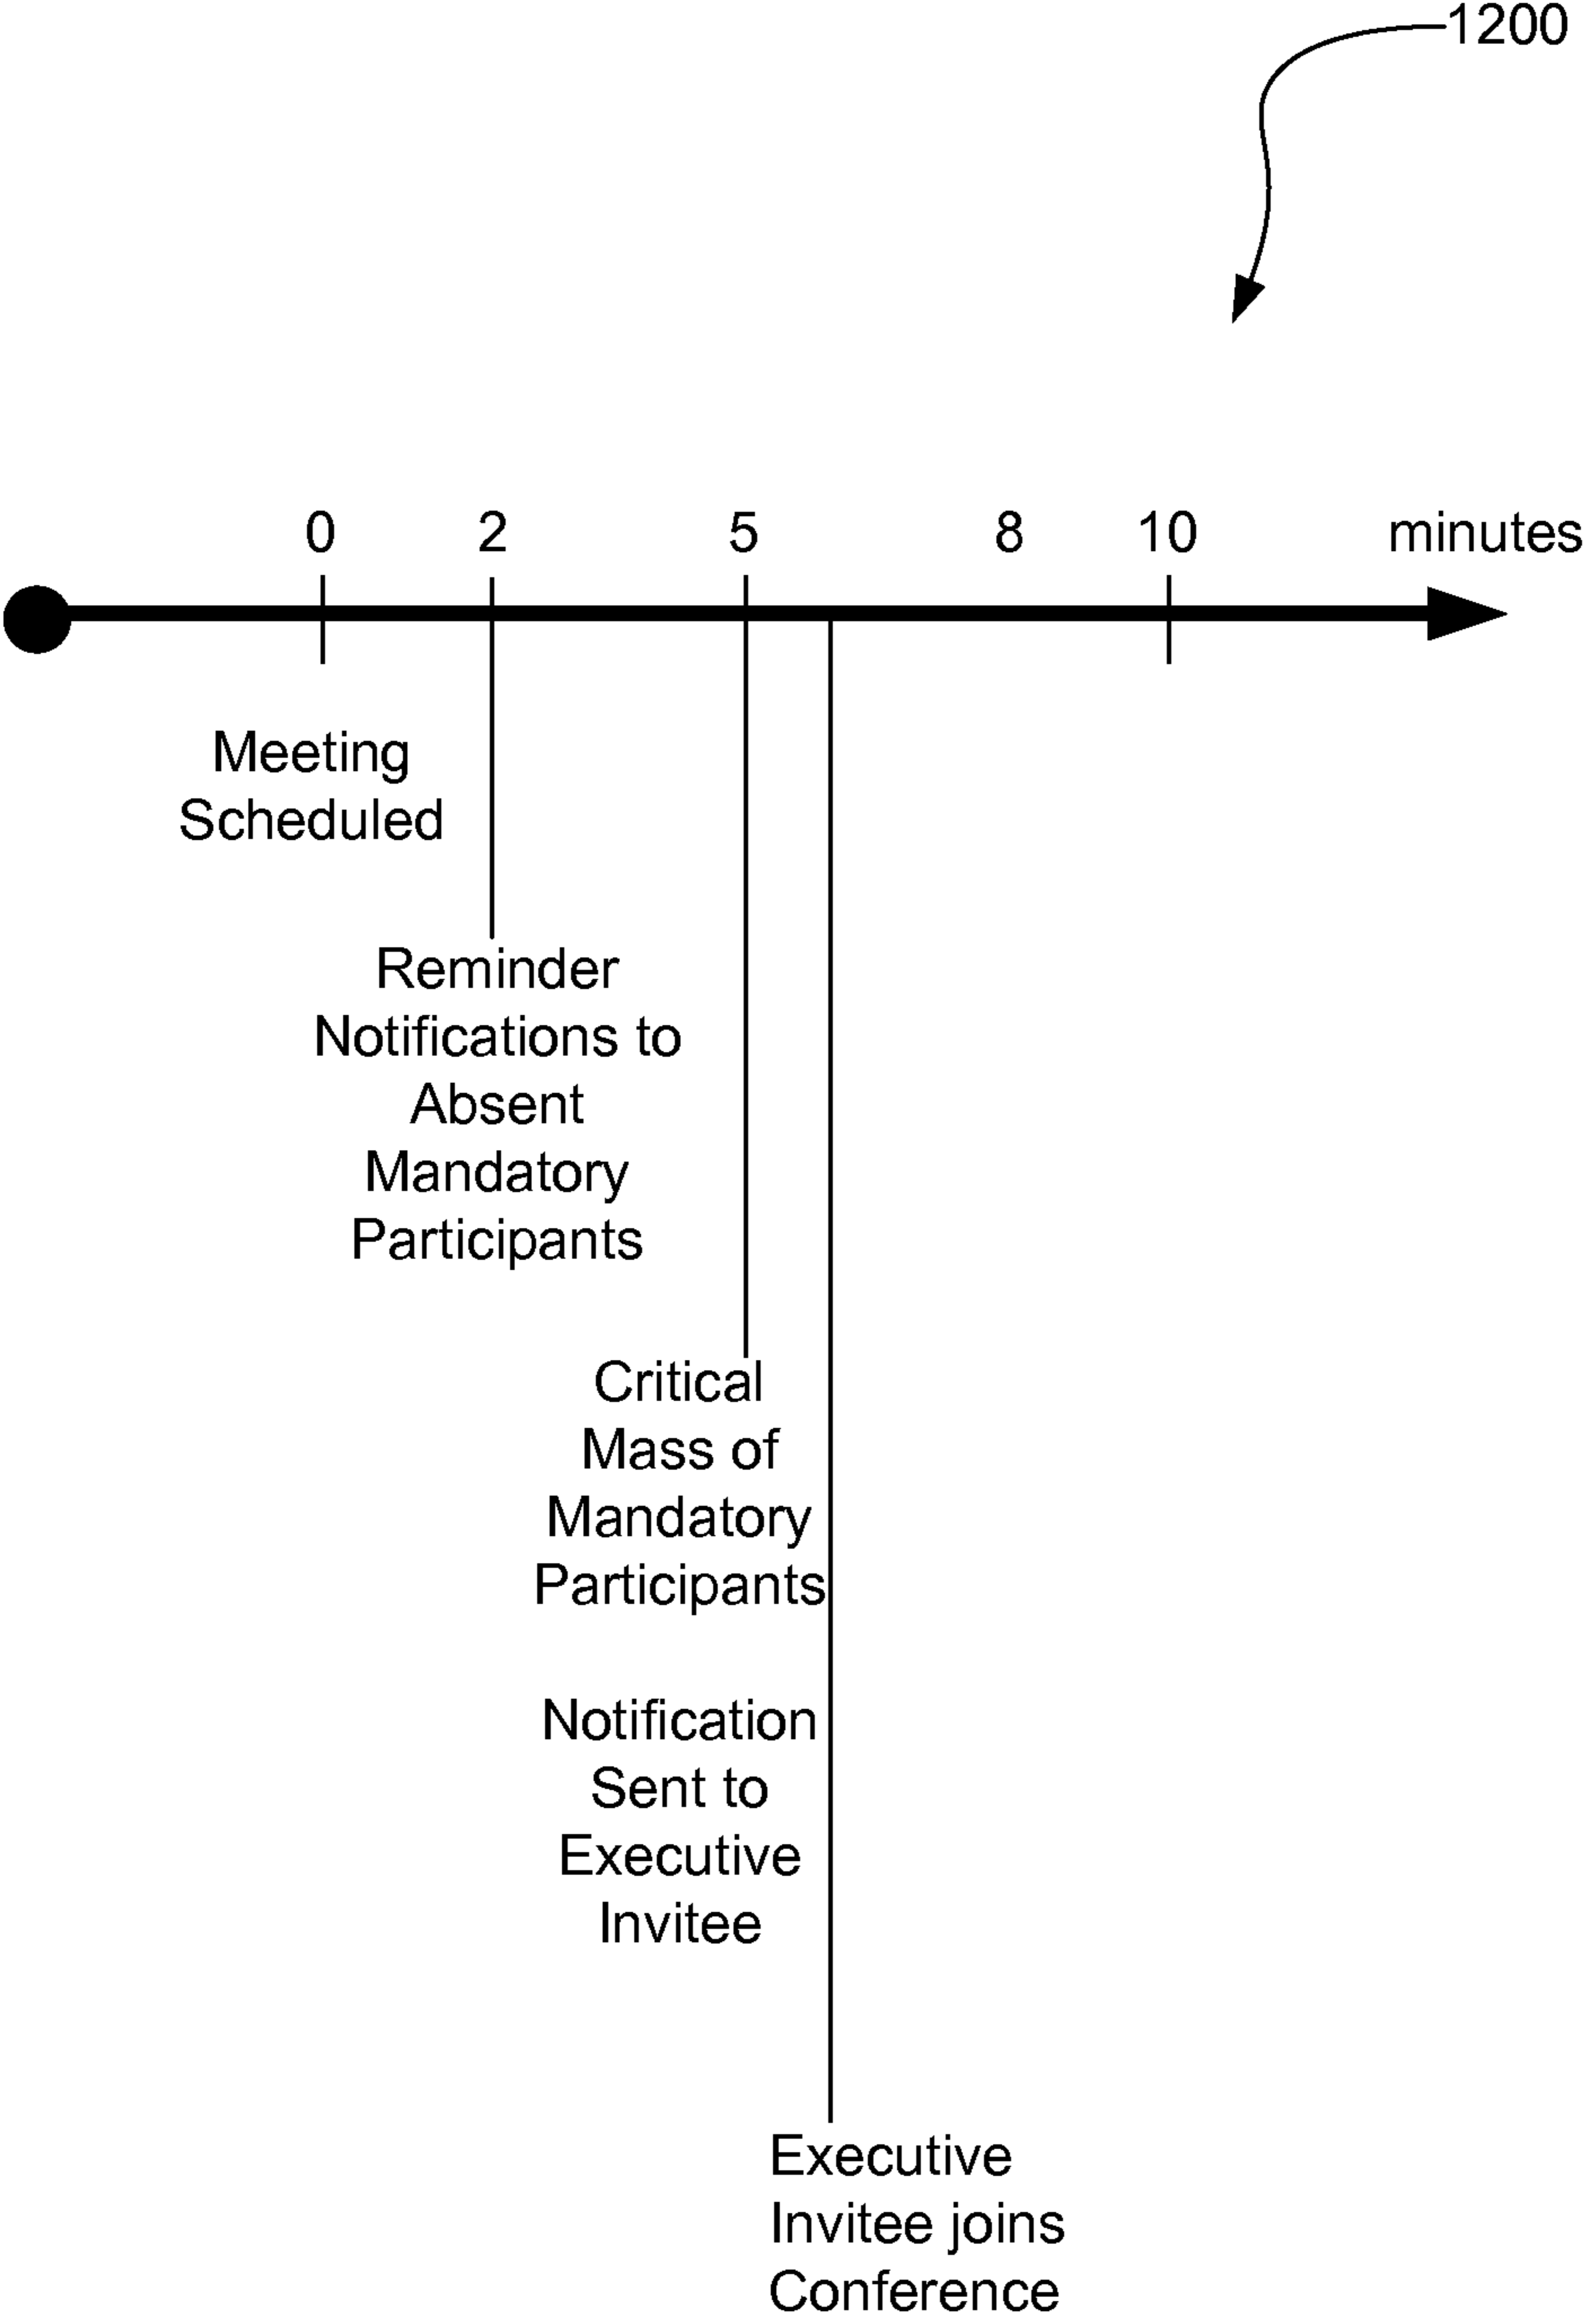 1200
0 2 5 8 10 minutes
Meeting
Scheduled
Reminder
Notifications to
Absent
Mandatory
Participants
Critical
Mass of
Mandatory
Participants
Notification
Sent to
Executive
Invitee
Executive
Invitee joins
Conference